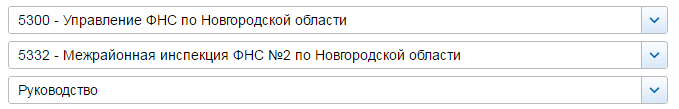 5300 - Управление ФНС по Новгородской области
5332 - Межрайонная инспекция ФНС №2 по Новгородской области
Руководство